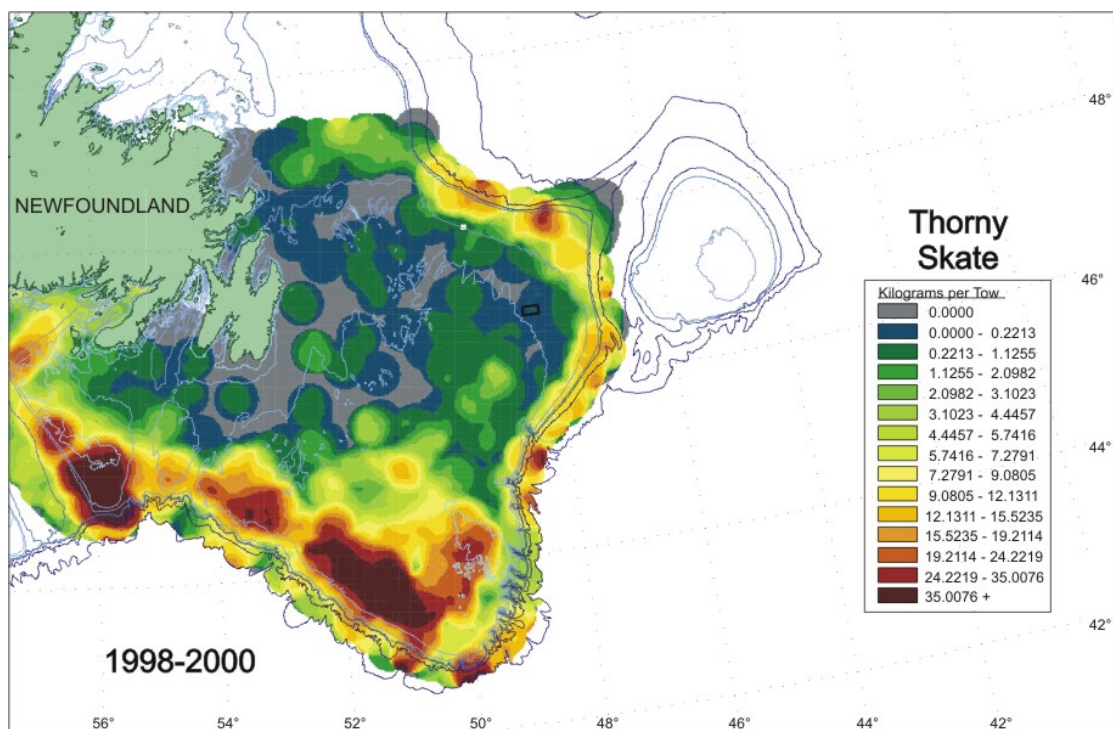 48°
NEWFOUNDLAND
Thorny
Skate
46°
Kilograms per Tow
0.0000
0.0000 - 0.2213
0.2213 - 1.1255
1.1255 - 2.0982
2.0982 - 3.1023
3.1023 - 4.4457
4.4457 - 5.7416
5.7416 - 7.2791
7.2791 - 9.0805
9.0805 - 12.1311
12.1311 - 15.5235
15.5235 - 19.2114
19.2114 - 24.2219
24.2219 - 35.0076
35.0076 +
44°
42°
1998-2000
56° 54° 52° 50° 48° 46° 44° 42°